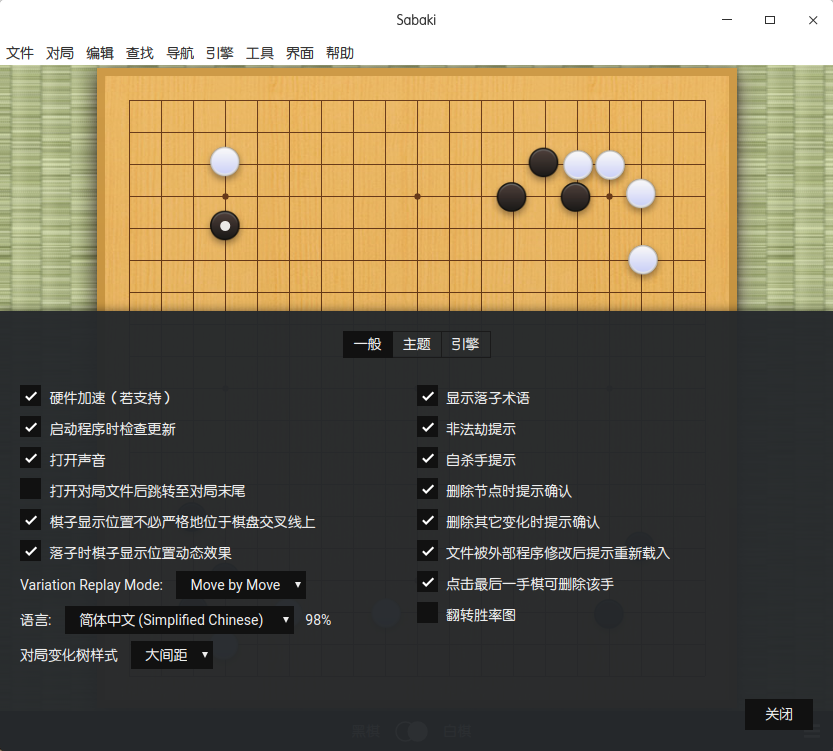 Sabaki
文件 对局 编辑 查找 导航 引擎 工具 界面 帮助
一般 主题 引擎
硬件加速（若支持）
启动程序时检查更新
打开声音
打开对局文件后跳转至对局末尾
棋子显示位置不必严格地位于棋盘交叉线上
落子时棋子显示位置动态效果
Variation Replay Mode: Move by Move
语言: 简体中文 (Simplified Chinese) 98%
对局变化树样式 大间距
显示落子术语
非法劫提示
自杀手提示
删除节点时提示确认
删除其它变化时提示确认
文件被外部程序修改后提示重新载入
点击最后一手棋可删除该手
翻转胜率图
关闭